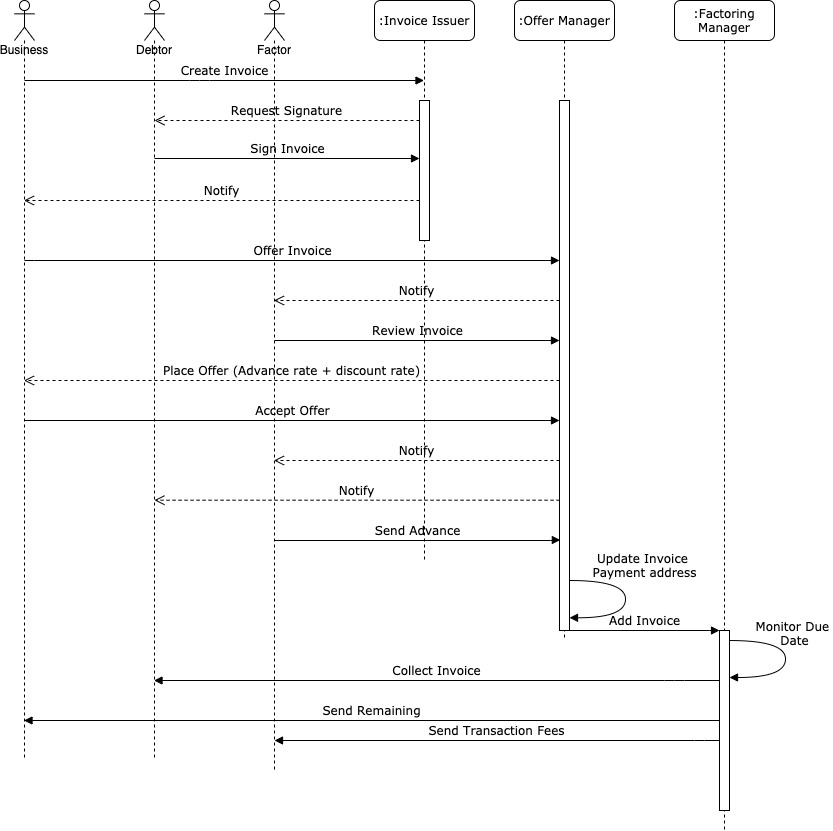 Business
Debtor
Factor
:Invoice Issuer
:Offer Manager
:Factoring
Manager
Create Invoice
Request Signature
Sign Invoice
Notify
Offer Invoice
Notify
Review Invoice
Place Offer (Advance rate + discount rate)
Accept Offer
Notify
Notify
Send Advance
Update Invoice
Payment address
Add Invoice
Monitor Due
Date
Collect Invoice
Send Remaining
Send Transaction Fees